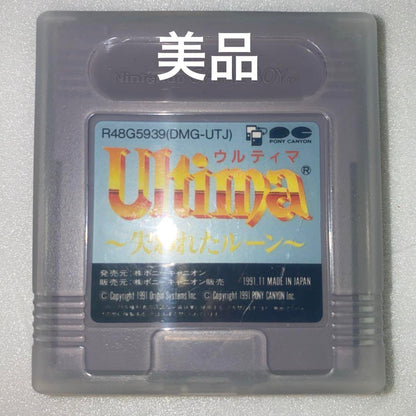 美品
Nintendo GAME BOY
R48G5939(DMG-UTJ)
PONY CANYON
ウルティマ
Ultima®
〜失われたルーン〜
発売元:㈱ポニーキャニオン
販売元:㈱ポニーキャニオン販売 1991.11 MADE IN JAPAN
© Copyright 1991 Origin Systems Inc. © Copyright 1991 PONY CANYON Inc.